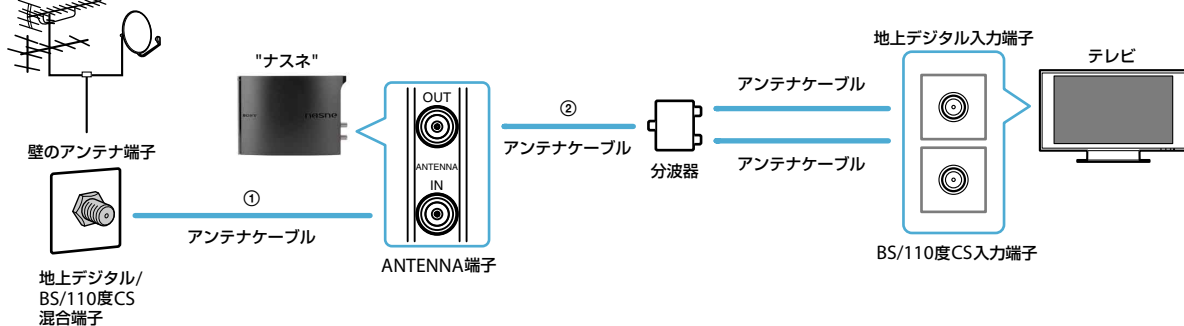 壁のアンテナ端子
地上デジタル/
BS/110度CS
混合端子
①
アンテナケーブル
"ナスネ"
SONY
nasne
OUT
ANTENNA
IN
ANTENNA端子
②
アンテナケーブル
分波器
アンテナケーブル
アンテナケーブル
地上デジタル入力端子
BS/110度CS入力端子
テレビ